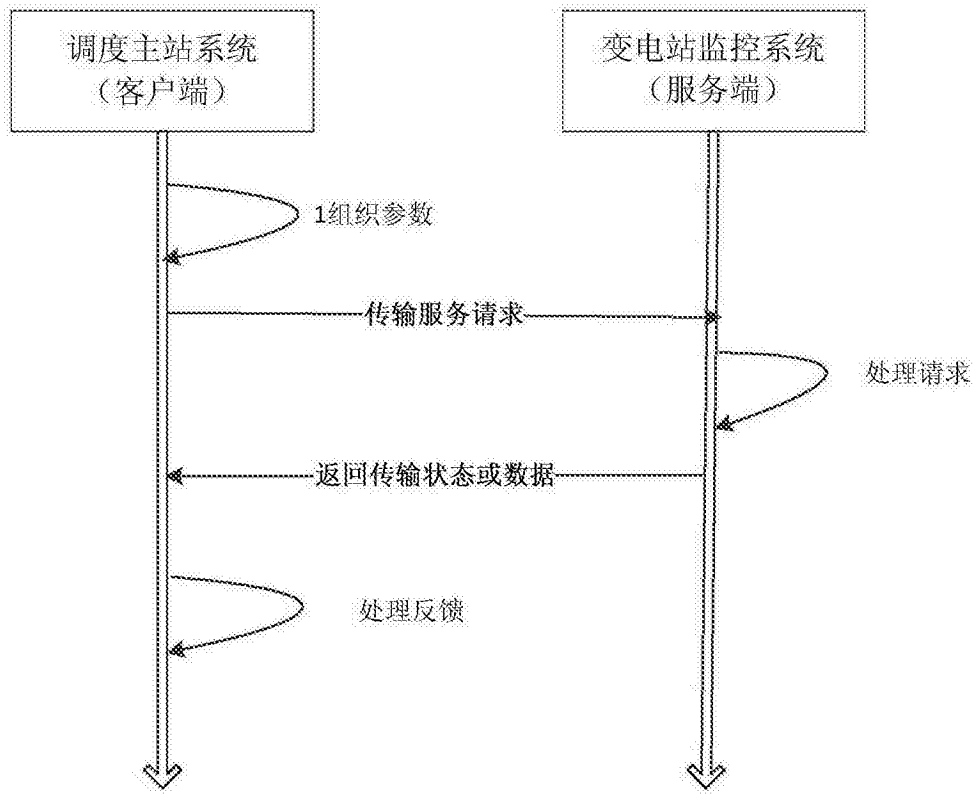 调度主站系统
（客户端）
变电站监控系统
（服务端）
1组织参数
传输服务请求
处理请求
返回传输状态或数据
处理反馈